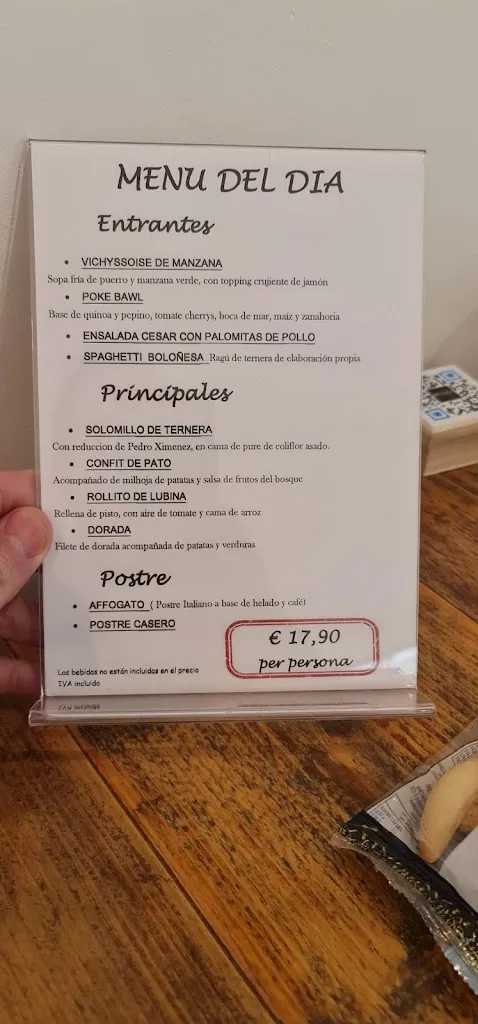 MENU DEL DIA
Entrantes
• VICHYSSOISE DE MANZANA
Sopa fría de puerro y manzana verde, con topping crujiente de jamón
• POKE BAWL
Base de quinoa y pepino, tomate cherrys, boca de mar, maíz y zanahoria
• ENSALADA CESAR CON PALOMITAS DE POLLO
• SPAGHETTI BOLOÑESA Ragú de ternera de elaboración propia
Principales
• SOLOMILLO DE TERNERA
Con reduccion de Pedro Ximenez, en cama de pure de coliflor asado.
• CONFIT DE PATO
Acompañado de milhoja de patatas y salsa de frutos del bosque
• ROLLITO DE LUBINA
Rellena de pisto, con aire de tomate y cama de arroz
• DORADA
Filete de dorada acompañada de patatas y verduras
Postre
• AFFOGATO ( Postre Italiano a base de helado y café)
• POSTRE CASERO
€ 17,90
per persona
Las bebidas no están incluidas en el precio
IVA incluido